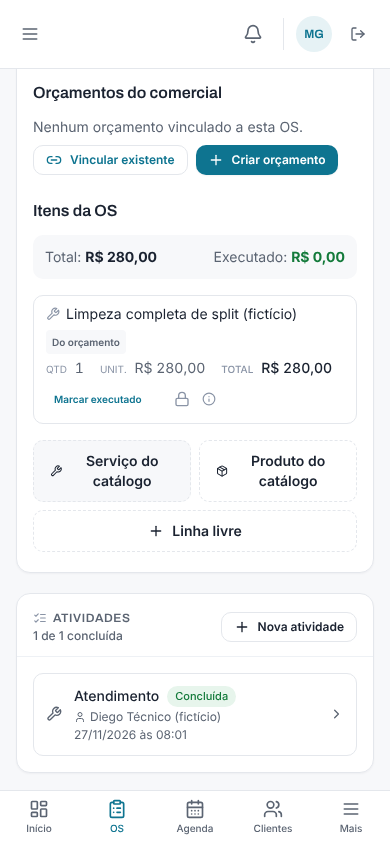 MG
Orçamentos do comercial
Nenhum orçamento vinculado a esta OS.
Vincular existente
Criar orçamento
Itens da OS
Total: R$ 280,00
Executado: R$ 0,00
Limpeza completa de split (fictício)
Do orçamento
QTD 1 UNIT. R$ 280,00 TOTAL R$ 280,00
Marcar executado
Serviço do
catálogo
Produto do
catálogo
Linha livre
ATIVIDADES
1 de 1 concluída
Nova atividade
Atendimento Concluída
Diego Técnico (fictício)
27/11/2026 às 08:01
Início
OS
Agenda
Clientes
Mais